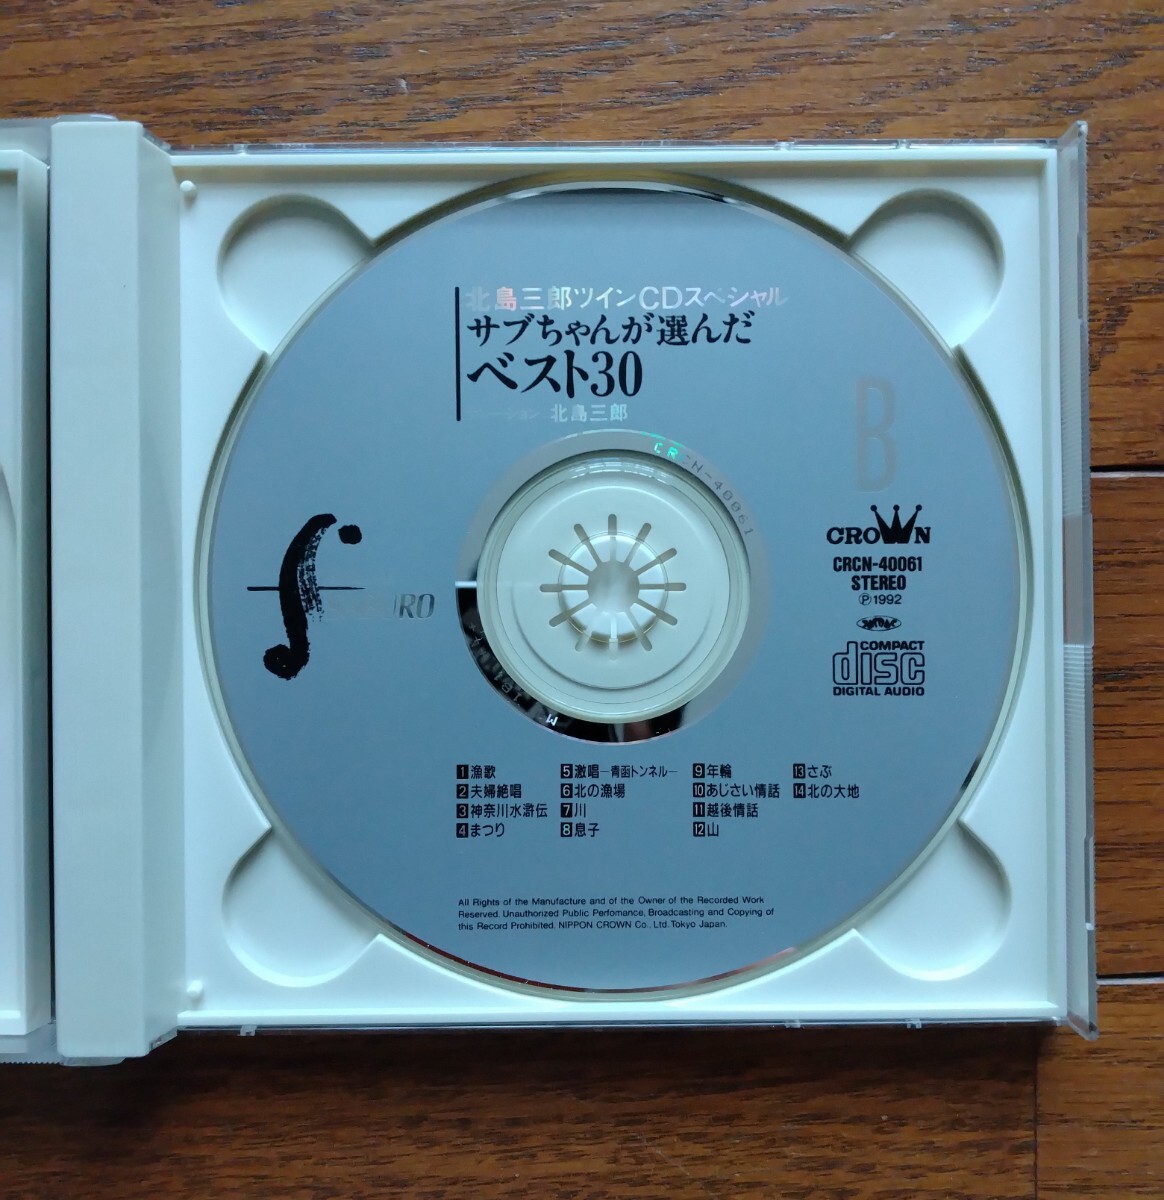 北島三郎ツインCDスペシャル
サブちゃんが選んだ
ベスト30
北島三郎
B
CROWN
CRCN-40061
STEREO
Ⓟ1992
COMPACT
disc
DIGITAL AUDIO
1 漁歌
2 夫婦絶唱
3 神奈川水滸伝
4 まつり
5 激唱―青函トンネル―
6 北の漁場
7 川
8 息子
9 年輪
10 あじさい情話
11 越後情話
12 山
13 さぶ
14 北の大地
All Rights of the Manufacture and of the Owner of the Recorded Work
Reserved. Unauthorized Public Perfomance, Broadcasting and Copying of
this Record Prohibited. NIPPON CROWN Co., Ltd. Tokyo Japan.